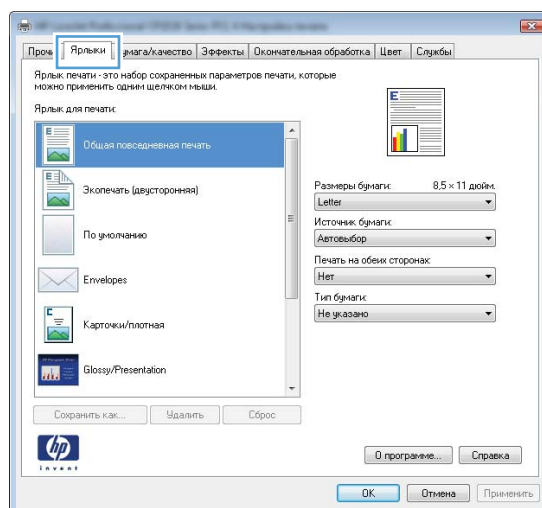 Ярлыки
Бумага/качество
Эффекты
Окончательная обработка
Цвет
Службы
Ярлык печати - это набор сохраненных параметров печати, которые
можно применить одним щелчком мыши.
Ярлык для печати:
Общая повседневная печать
Экопечать (двусторонняя)
По умолчанию
Envelopes
Карточки/плотная
Glossy/Presentation
Сохранить как...
Удалить
Сброс
Размеры бумаги: 8,5 × 11 дюйм.
Letter
Источник бумаги:
Автовыбор
Печать на обеих сторонах:
Нет
Тип бумаги:
Не указано
hp
invent
О программе...
Справка
OK
Отмена
Применить